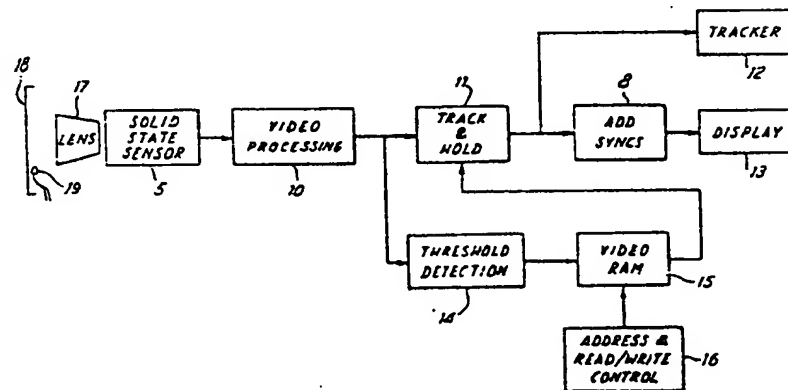 TRACKER
12
18
17
11
8
LENS
SOLID
STATE
SENSOR
VIDEO
PROCESSING
TRACK
&
HOLD
ADD
SYNCS
DISPLAY
19
5
10
13
THRESHOLD
DETECTION
VIDEO
RAM
15
14
ADDRESS &
READ/WRITE
CONTROL
16